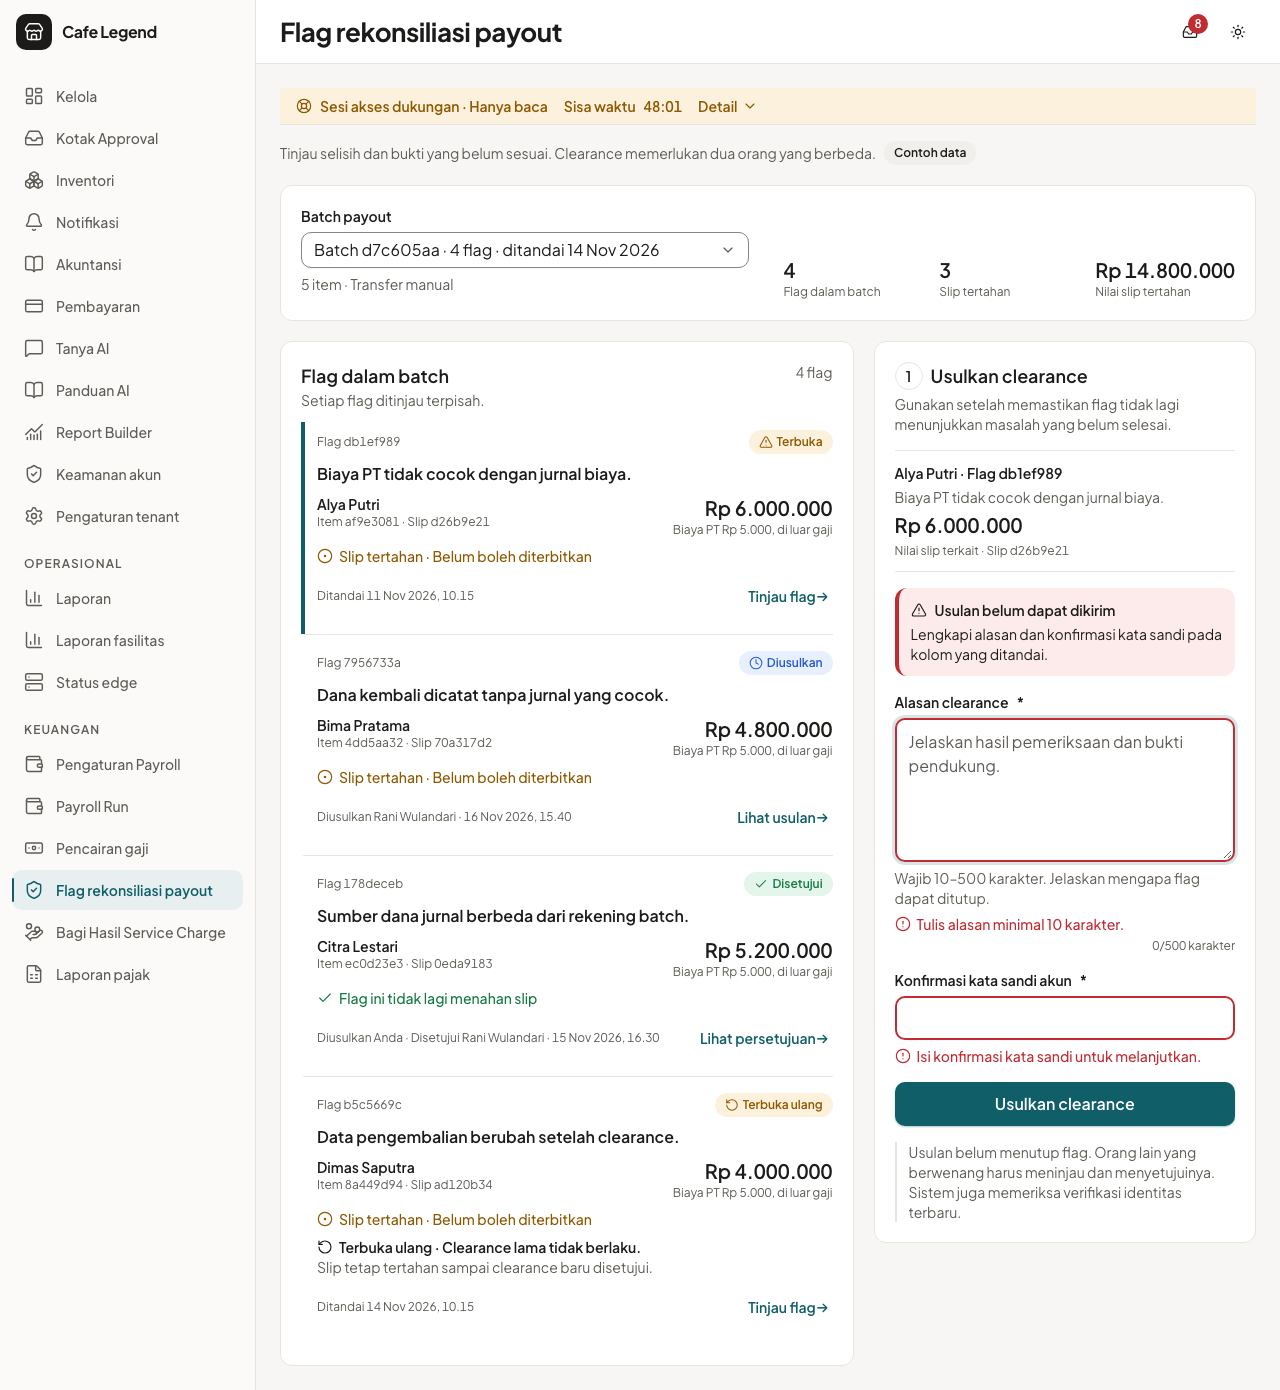 Cafe Legend
Kelola
Kotak Approval
Inventori
Notifikasi
Akuntansi
Pembayaran
Tanya AI
Panduan AI
Report Builder
Keamanan akun
Pengaturan tenant
OPERASIONAL
Laporan
Laporan fasilitas
Status edge
KEUANGAN
Pengaturan Payroll
Payroll Run
Pencairan gaji
Flag rekonsiliasi payout
Bagi Hasil Service Charge
Laporan pajak
Flag rekonsiliasi payout
8
Sesi akses dukungan · Hanya baca Sisa waktu 48:01 Detail
Tinjau selisih dan bukti yang belum sesuai. Clearance memerlukan dua orang yang berbeda. Contoh data
Batch payout
Batch d7c605aa · 4 flag · ditandai 14 Nov 2026
5 item · Transfer manual
4
Flag dalam batch
3
Slip tertahan
Rp 14.800.000
Nilai slip tertahan
Flag dalam batch
4 flag
Setiap flag ditinjau terpisah.
Flag db1ef989
Terbuka
Biaya PT tidak cocok dengan jurnal biaya.
Alya Putri
Item af9e3081 · Slip d26b9e21
Rp 6.000.000
Biaya PT Rp 5.000, di luar gaji
Slip tertahan · Belum boleh diterbitkan
Ditandai 11 Nov 2026, 10.15
Tinjau flag→
Flag 7956733a
Diusulkan
Dana kembali dicatat tanpa jurnal yang cocok.
Bima Pratama
Item 4dd5aa32 · Slip 70a317d2
Rp 4.800.000
Biaya PT Rp 5.000, di luar gaji
Slip tertahan · Belum boleh diterbitkan
Diusulkan Rani Wulandari · 16 Nov 2026, 15.40
Lihat usulan→
Flag 178deceb
Disetujui
Sumber dana jurnal berbeda dari rekening batch.
Citra Lestari
Item ec0d23e3 · Slip 0eda9183
Rp 5.200.000
Biaya PT Rp 5.000, di luar gaji
Flag ini tidak lagi menahan slip
Diusulkan Anda · Disetujui Rani Wulandari · 15 Nov 2026, 16.30
Lihat persetujuan→
Flag b5c5669c
Terbuka ulang
Data pengembalian berubah setelah clearance.
Dimas Saputra
Item 8a449d94 · Slip ad120b34
Rp 4.000.000
Biaya PT Rp 5.000, di luar gaji
Slip tertahan · Belum boleh diterbitkan
Terbuka ulang · Clearance lama tidak berlaku.
Slip tetap tertahan sampai clearance baru disetujui.
Ditandai 14 Nov 2026, 10.15
Tinjau flag→
1 Usulkan clearance
Gunakan setelah memastikan flag tidak lagi
menunjukkan masalah yang belum selesai.
Alya Putri · Flag db1ef989
Biaya PT tidak cocok dengan jurnal biaya.
Rp 6.000.000
Nilai slip terkait · Slip d26b9e21
Usulan belum dapat dikirim
Lengkapi alasan dan konfirmasi kata sandi pada
kolom yang ditandai.
Alasan clearance *
Jelaskan hasil pemeriksaan dan bukti
pendukung.
Wajib 10–500 karakter. Jelaskan mengapa flag
dapat ditutup.
Tulis alasan minimal 10 karakter.
0/500 karakter
Konfirmasi kata sandi akun *
Isi konfirmasi kata sandi untuk melanjutkan.
Usulkan clearance
Usulan belum menutup flag. Orang lain yang
berwenang harus meninjau dan menyetujuinya.
Sistem juga memeriksa verifikasi identitas
terbaru.